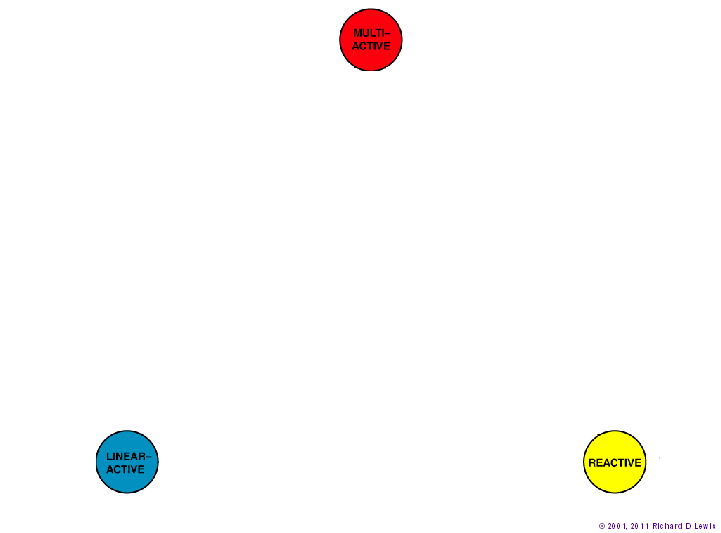 MULTI-
ACTIVE
LINEAR-
ACTIVE
REACTIVE
© 2001, 2011 Richard D Lewis